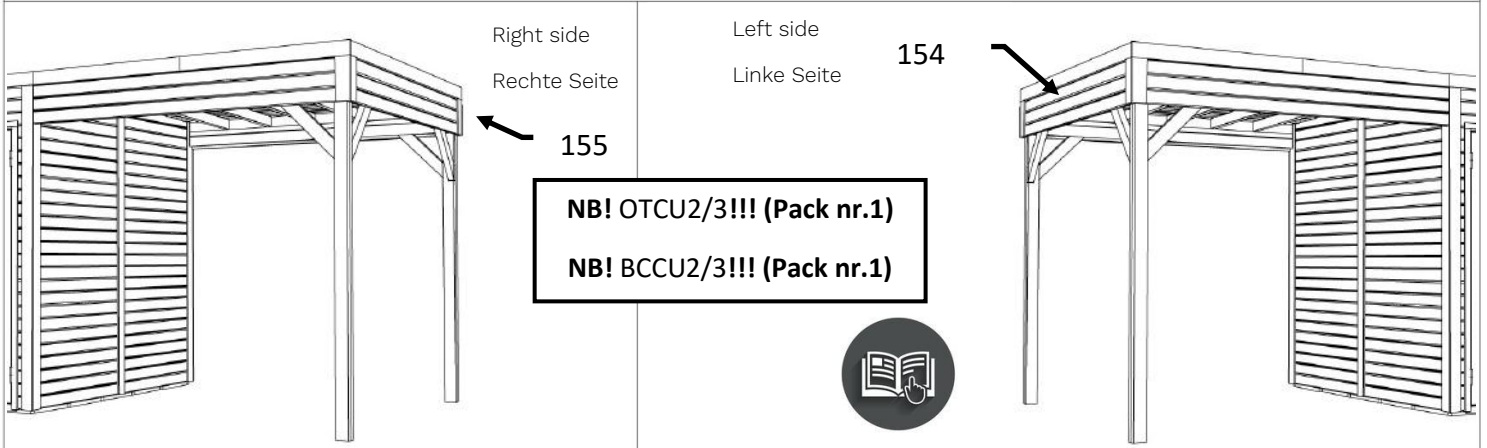 Right side
Rechte Seite
155
Left side
Linke Seite
154
NB! OTCU2/3!!! (Pack nr.1)
NB! BCCU2/3!!! (Pack nr.1)